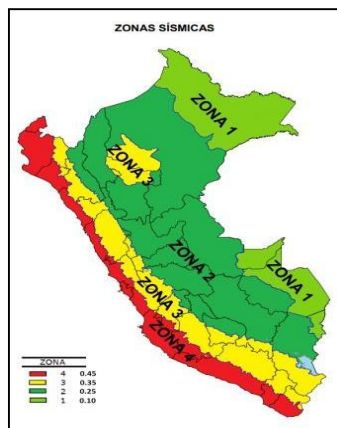 ZONAS SÍSMICAS
ZONA 1
ZONA 3
ZONA 2
ZONA 1
ZONA 3
ZONA 4
ZONA
4 0.45
3 0.35
2 0.25
1 0.10